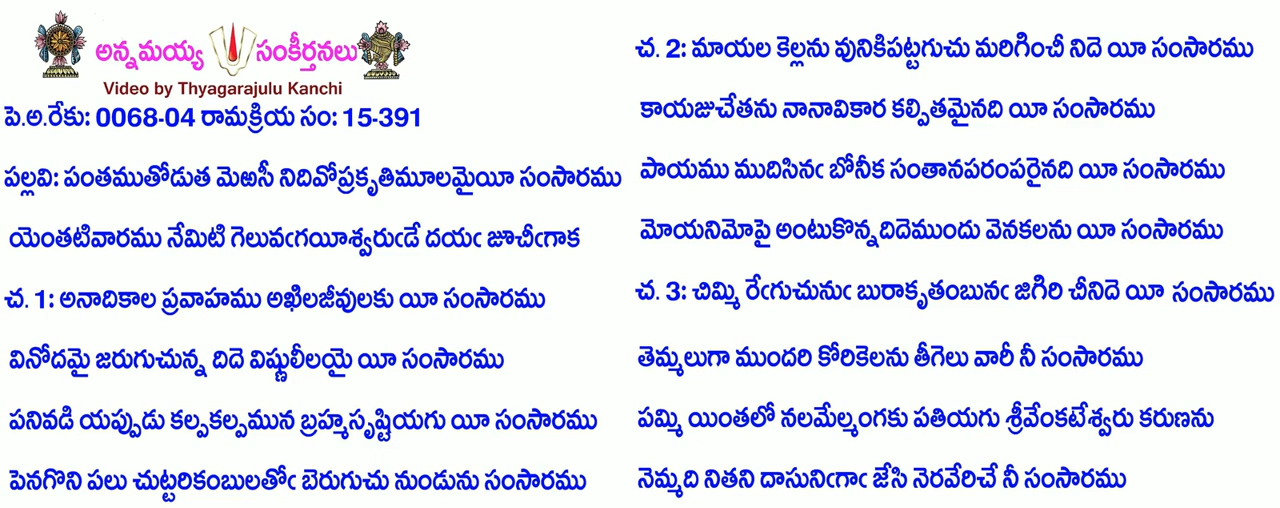 అన్నమయ్య సంకీర్తనలు
Video by Thyagarajulu Kanchi
పె.అ.రేకు: 0068-04 రామక్రియ సం: 15-391
పల్లవి: పంతముతోడుత మెఱసీ నిదివోప్రకృతిమూలమైయీ సంసారము
యెంతటివారము నేమిటి గెలువఁగయీశ్వరుఁడే దయఁ జూచీఁగాక
చ. 1: అనాదికాల ప్రవాహము అఖిలజీవులకు యీ సంసారము
వినోదమై జరుగుచున్న దిదె విష్ణులీలయై యీ సంసారము
పనివడి యప్పుడు కల్పకల్పమున బ్రహ్మసృష్టియగు యీ సంసారము
పెనగొని పలు చుట్టరికంబులతోఁ బెరుగుచు నుండును సంసారము
చ. 2: మాయల కెల్లను వునికిపట్టగుచు మరిగించీ నిదె యీ సంసారము
కాయజుచేతను నానావికార కల్పితమైనది యీ సంసారము
పాయము ముదిసినఁ బోనీక సంతానపరంపరైనది యీ సంసారము
మోయనిమోపై అంటుకొన్నదిదెముందు వెనకలను యీ సంసారము
చ. 3: చిమ్మి రేఁగుచునుఁ బురాకృతంబునఁ జిగిరి చీనిదె యీ సంసారము
తెమ్మలుగా ముందరి కోరికెలను తీగెలు వారీ నీ సంసారము
పమ్మి యింతలో నలమేల్మంగకు పతియగు శ్రీవేంకటేశ్వరు కరుణను
నెమ్మది నితని దాసునిఁగాఁ జేసి నెరవేరిచే నీ సంసారము